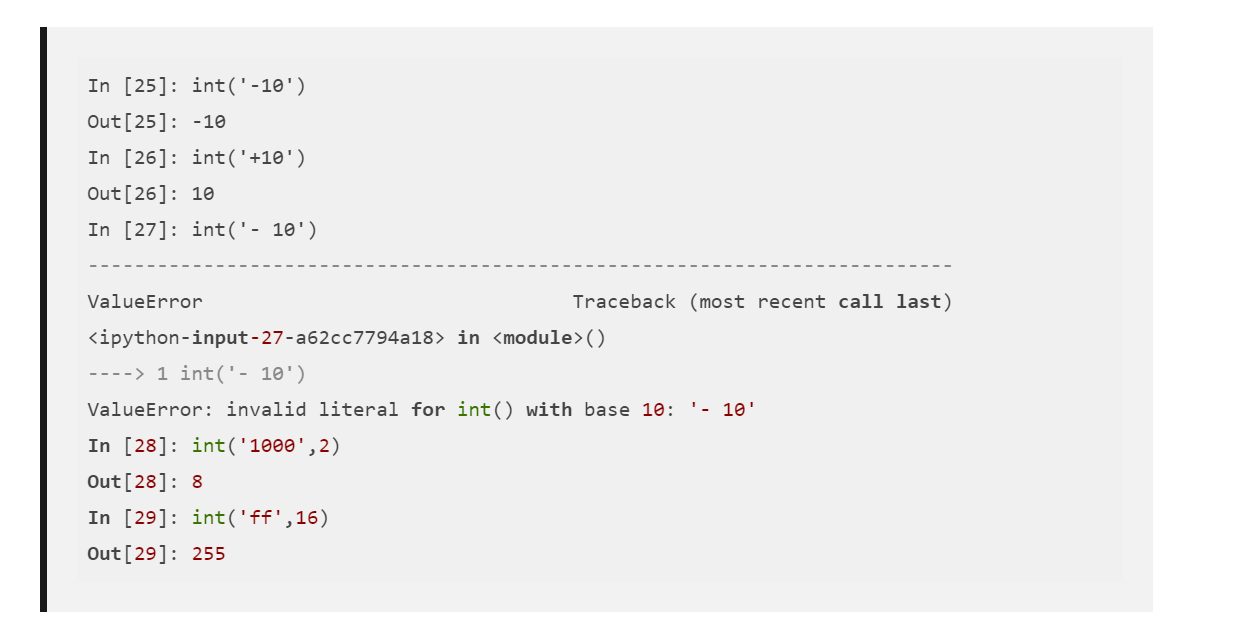 In [25]: int('-10')
Out[25]: -10
In [26]: int('+10')
Out[26]: 10
In [27]: int('- 10')
---------------------------------------------------------------------------
ValueError                                Traceback (most recent call last)
<ipython-input-27-a62cc7794a18> in <module>()
----> 1 int('- 10')
ValueError: invalid literal for int() with base 10: '- 10'
In [28]: int('1000',2)
Out[28]: 8
In [29]: int('ff',16)
Out[29]: 255